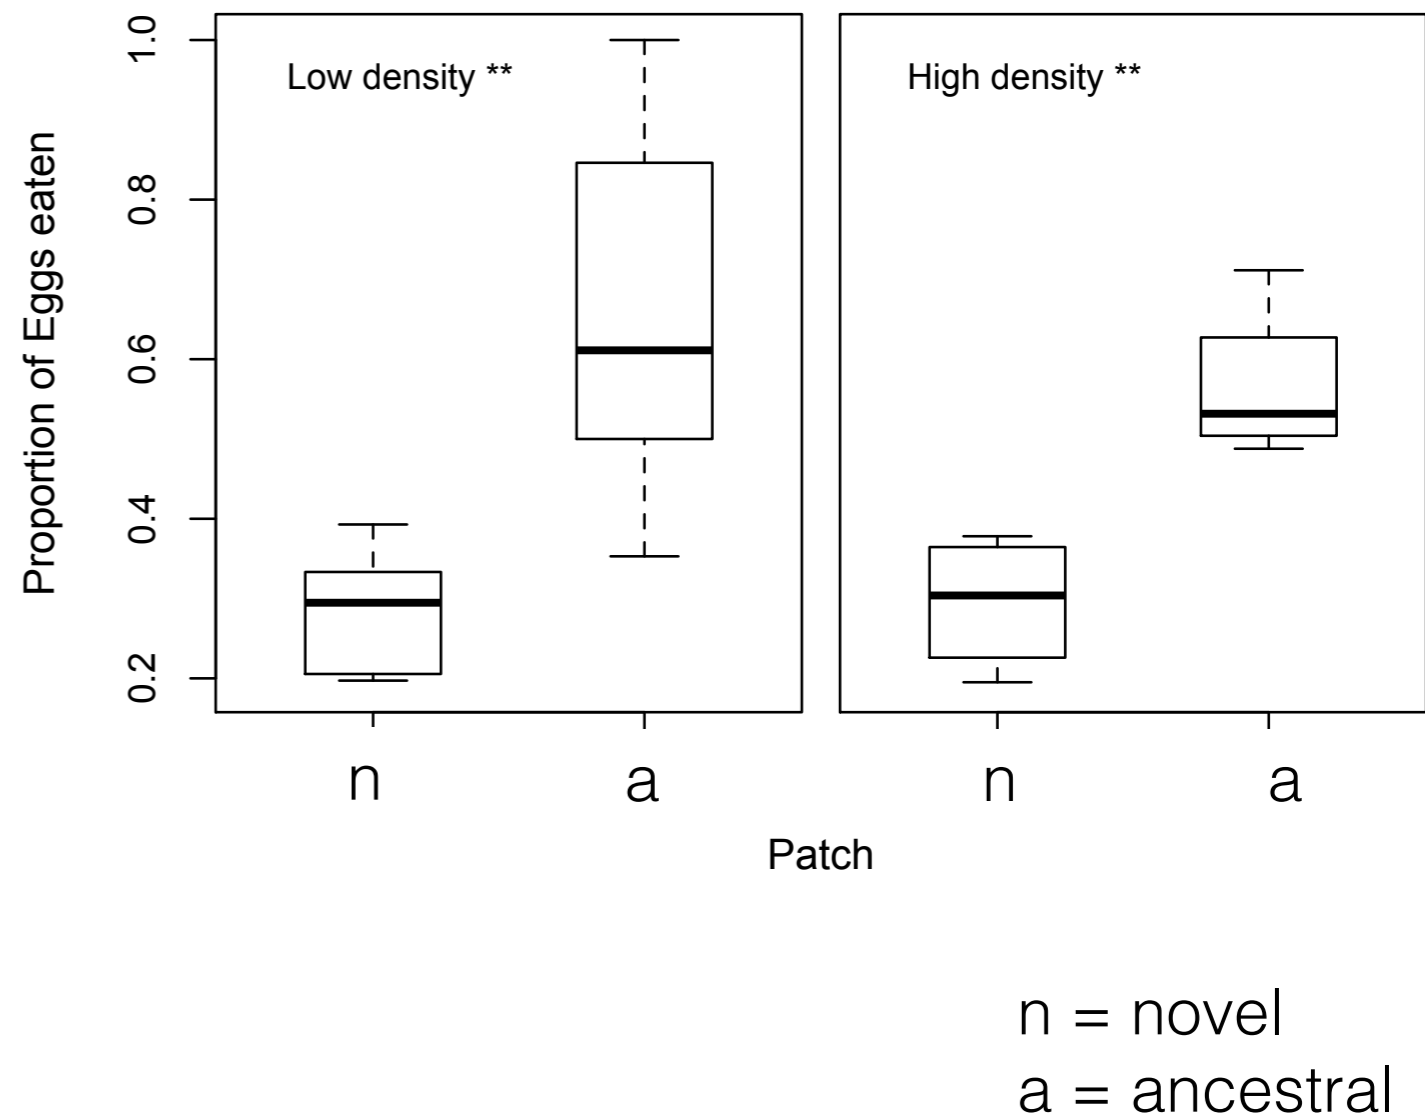 Low density **
High density **
Proportion of Eggs eaten
1.0
0.8
0.6
0.4
0.2
n
a
n
a
Patch
n = novel
a = ancestral